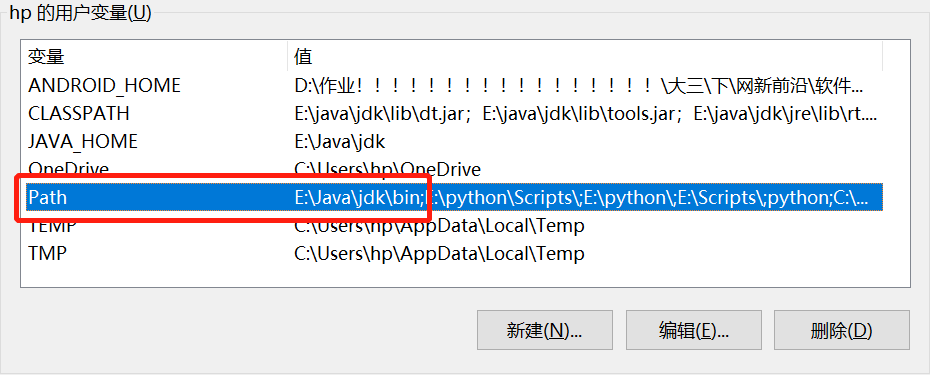 hp 的用户变量(U)
变量 值
ANDROID_HOME D:\作业！！！！！！！！！！！！！！！！！！\大三\下\网新前沿\软件...
CLASSPATH E:\java\jdk\lib\dt.jar；E:\java\jdk\lib\tools.jar；E:\java\jdk\jre\lib\rt....
JAVA_HOME E:\Java\jdk
OneDrive C:\Users\hp\OneDrive
Path E:\Java\jdk\bin;E:\python\Scripts\;E:\python\;E:\Scripts\;python;C:\...
TEMP C:\Users\hp\AppData\Local\Temp
TMP C:\Users\hp\AppData\Local\Temp
新建(N)... 编辑(E)... 删除(D)